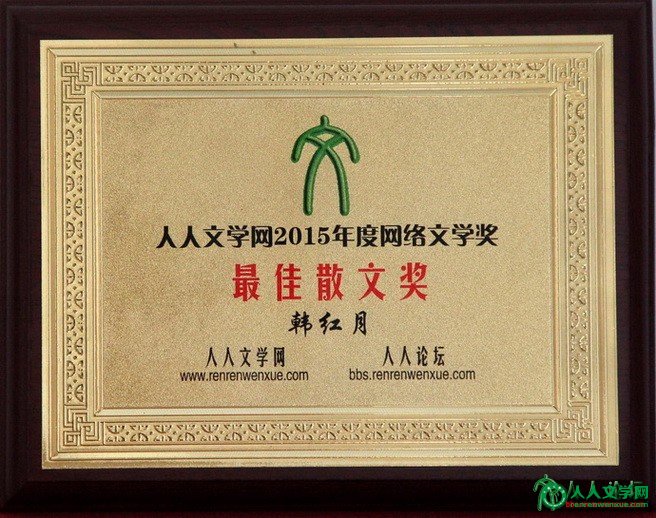 人人文学网2015年度网络文学奖
最佳散文奖
韩红月
人人文学网 人人论坛
www.renrenwenxue.com bbs.renrenwenxue.com
人人文学网